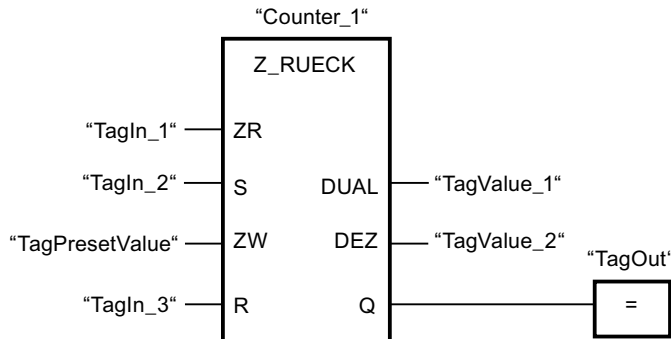 “Counter_1“
Z_RUECK
“TagIn_1“ ZR
“TagIn_2“ S DUAL “TagValue_1“
“TagPresetValue“ ZW DEZ “TagValue_2“
“TagOut“
“TagIn_3“ R Q =